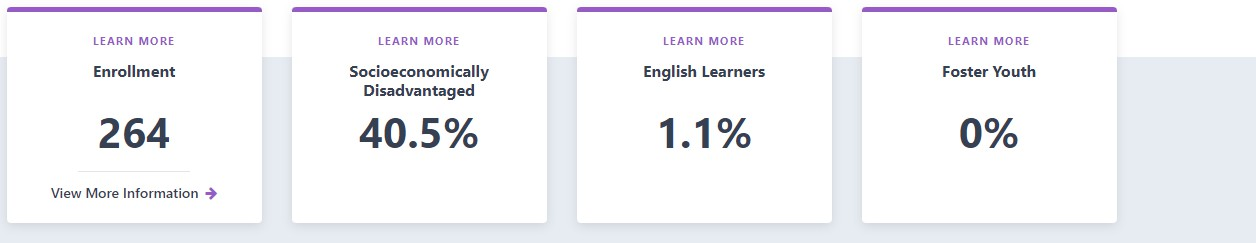 LEARN MORE
Enrollment
264
View More Information
LEARN MORE
Socioeconomically
Disadvantaged
40.5%
LEARN MORE
English Learners
1.1%
LEARN MORE
Foster Youth
0%